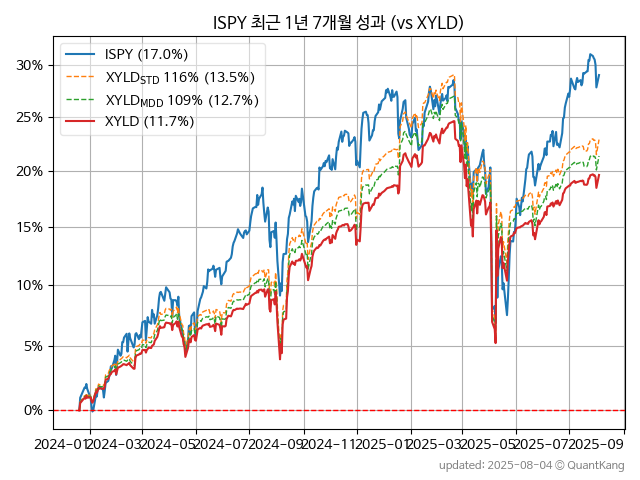 ISPY 최근 1년 7개월 성과 (vs XYLD)
ISPY (17.0%)
XYLD_STD 116% (13.5%)
XYLD_MDD 109% (12.7%)
XYLD (11.7%)
30%
25%
20%
15%
10%
5%
0%
2024-01 2024-03 2024-05 2024-07 2024-09 2024-11 2025-01 2025-03 2025-05 2025-07 2025-09
updated: 2025-08-04 © QuantKang